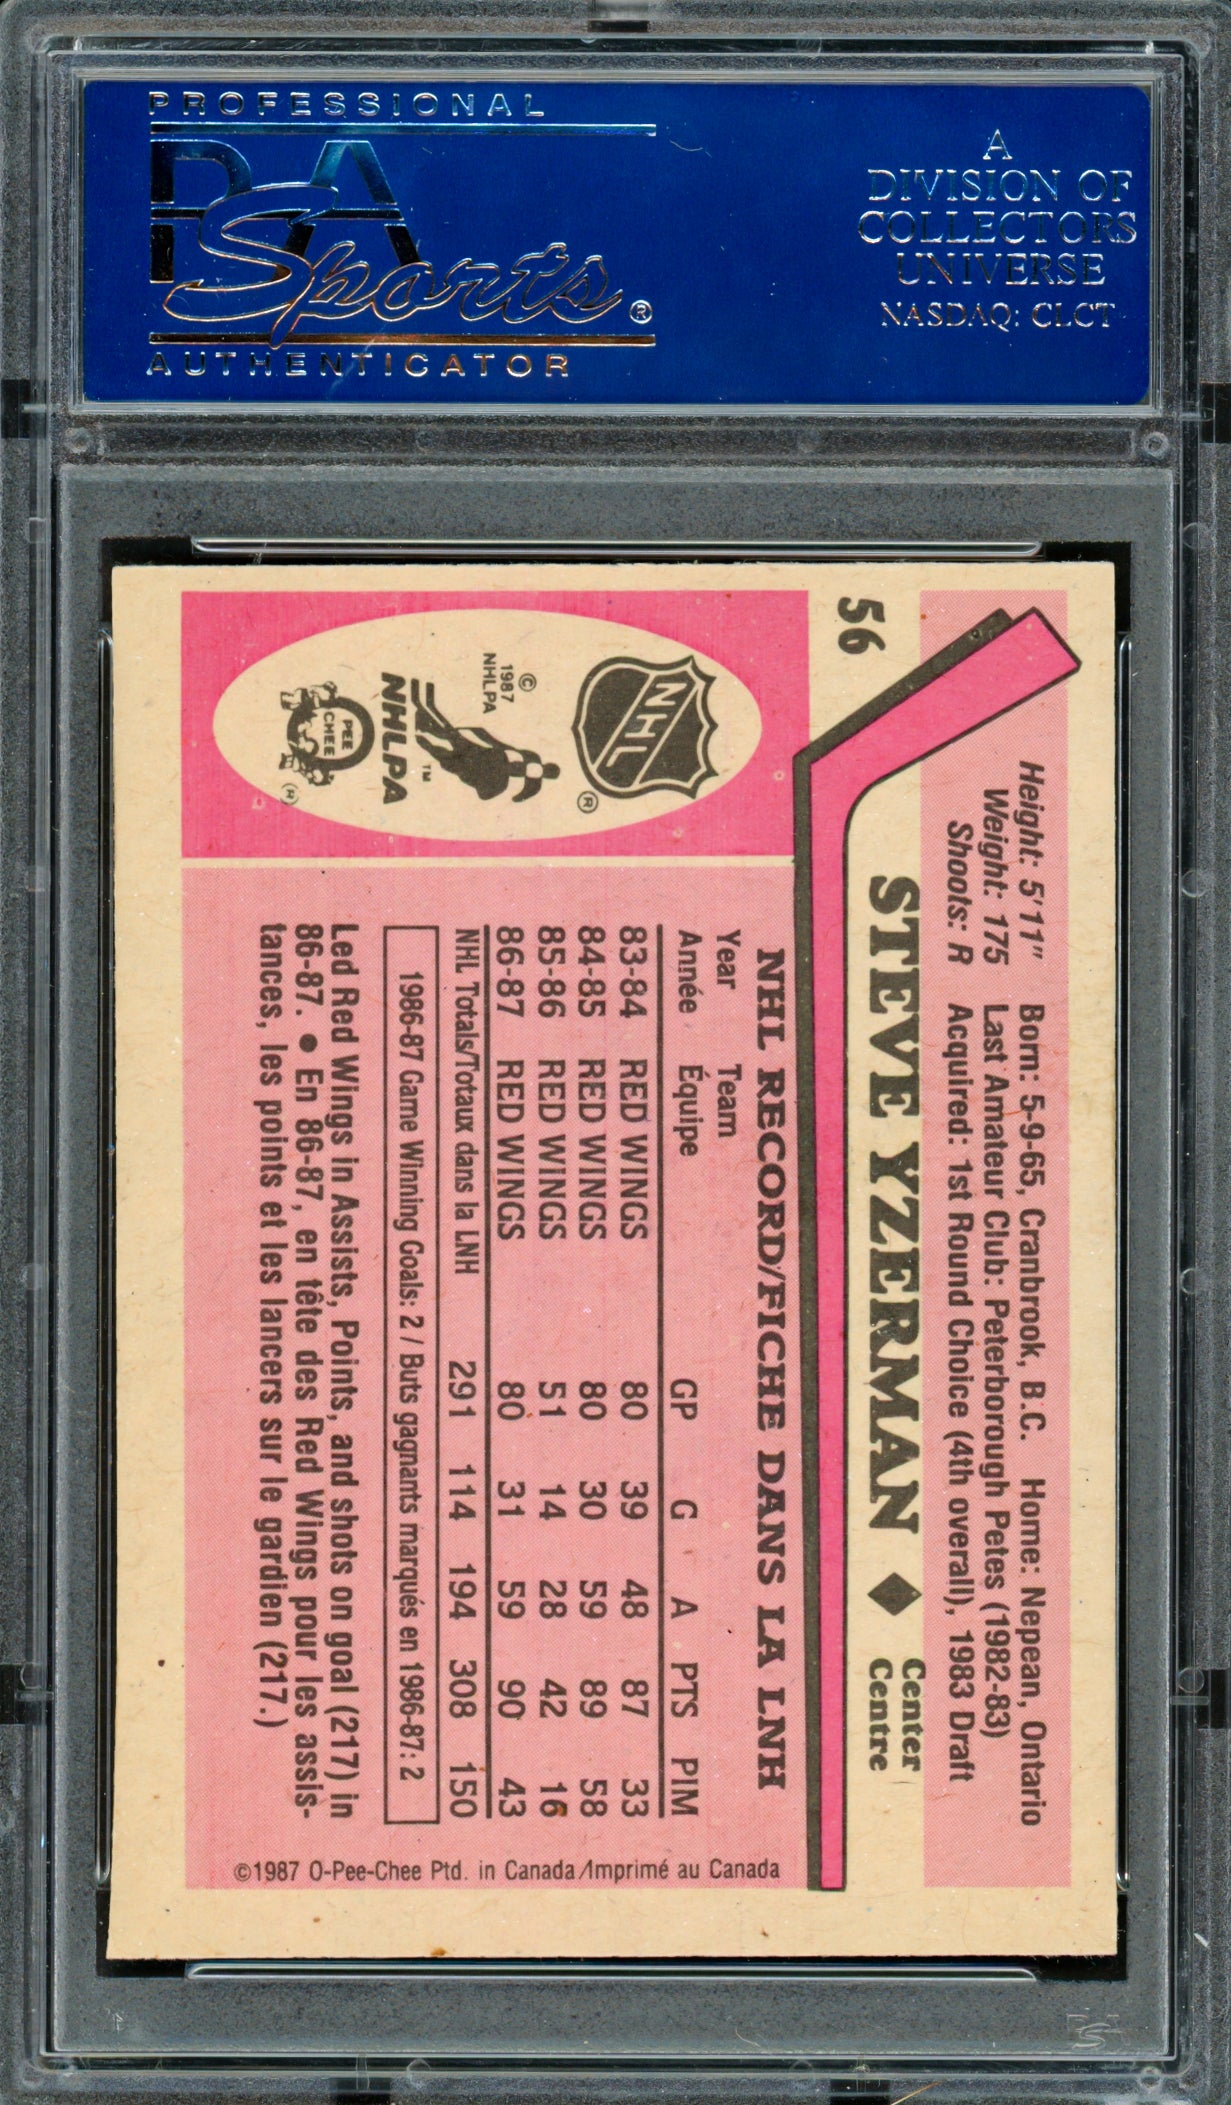 PROFESSIONAL
PSA
Sports ®
AUTHENTICATOR
A
DIVISION OF
COLLECTORS
UNIVERSE
NASDAQ: CLCT
56
Height: 5'11" Born: 5-9-65, Cranbrook, B.C. Home: Nepean, Ontario
Weight: 175 Last Amateur Club: Peterborough Petes (1982-83)
Shoots: R Acquired: 1st Round Choice (4th overall), 1983 Draft
STEVE YZERMAN ◆ Center
Centre
NHL
®
© 1987 NHLPA
NHLPA
™
O PEE CHEE
®
NHL RECORD/FICHE DANS LA LNH
Year Team
Année Équipe GP G A PTS PIM
83-84 RED WINGS 80 39 48 87 33
84-85 RED WINGS 80 30 59 89 58
85-86 RED WINGS 51 14 28 42 16
86-87 RED WINGS 80 31 59 90 43
NHL Totals/Totaux dans la LNH 291 114 194 308 150
1986-87 Game Winning Goals: 2 / Buts gagnants marqués en 1986-87: 2
Led Red Wings in Assists, Points, and shots on goal (217) in
86-87. ● En 86-87, en tête des Red Wings pour les assis-
tances, les points et les lancers sur le gardien (217.)
©1987 O-Pee-Chee Ptd. in Canada/Imprimé au Canada